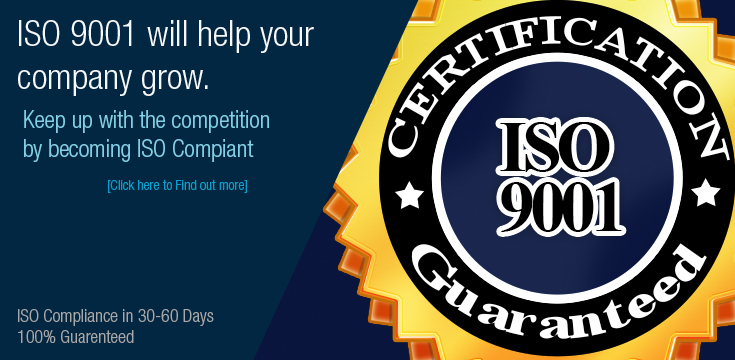 ISO 9001 will help your
company grow.
Keep up with the competition
by becoming ISO Compiant
[Click here to Find out more]
ISO Compliance in 30-60 Days
100% Guarenteed
CERTIFICATION
ISO
9001
Guaranteed